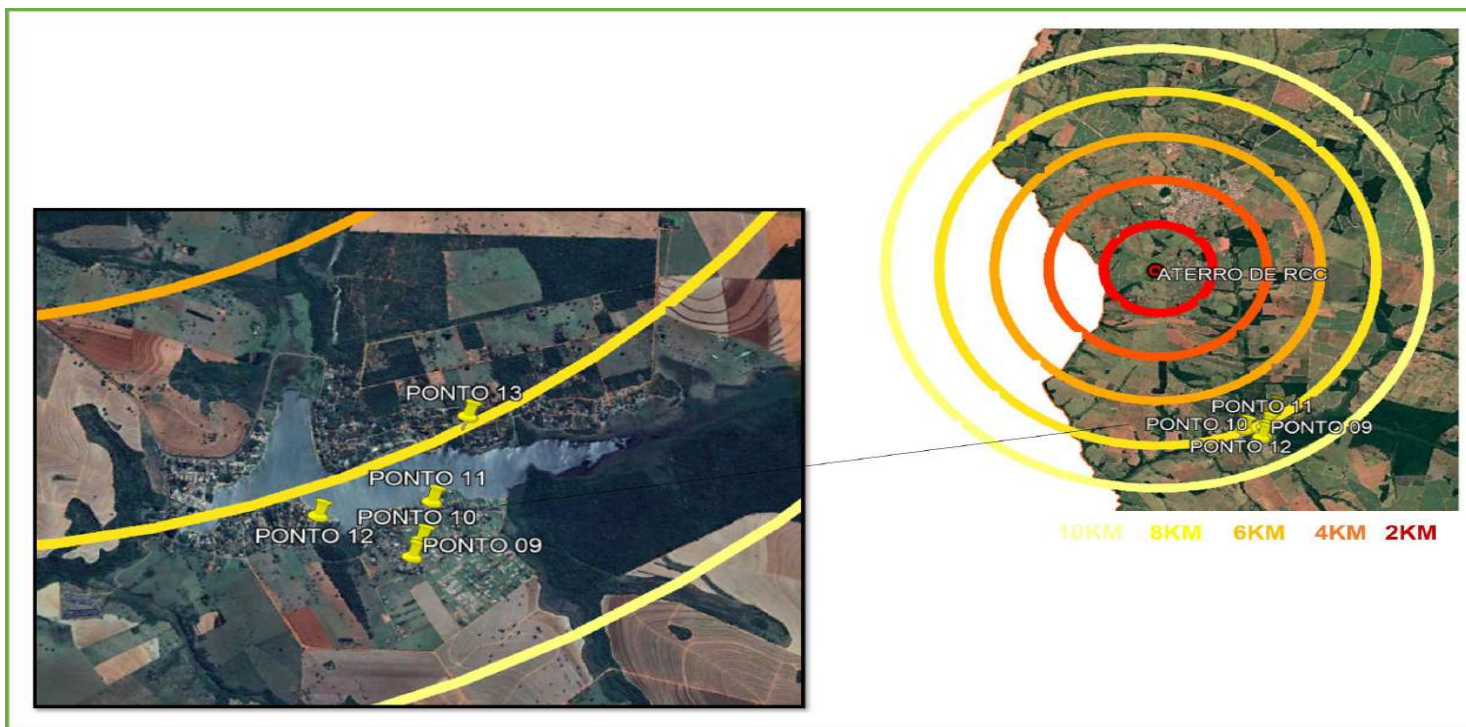 ATERRO DE RCC
PONTO 11
PONTO 10
PONTO 09
PONTO 12
10KM 8KM 6KM 4KM 2KM
PONTO 13
PONTO 11
PONTO 10
PONTO 12
PONTO 09